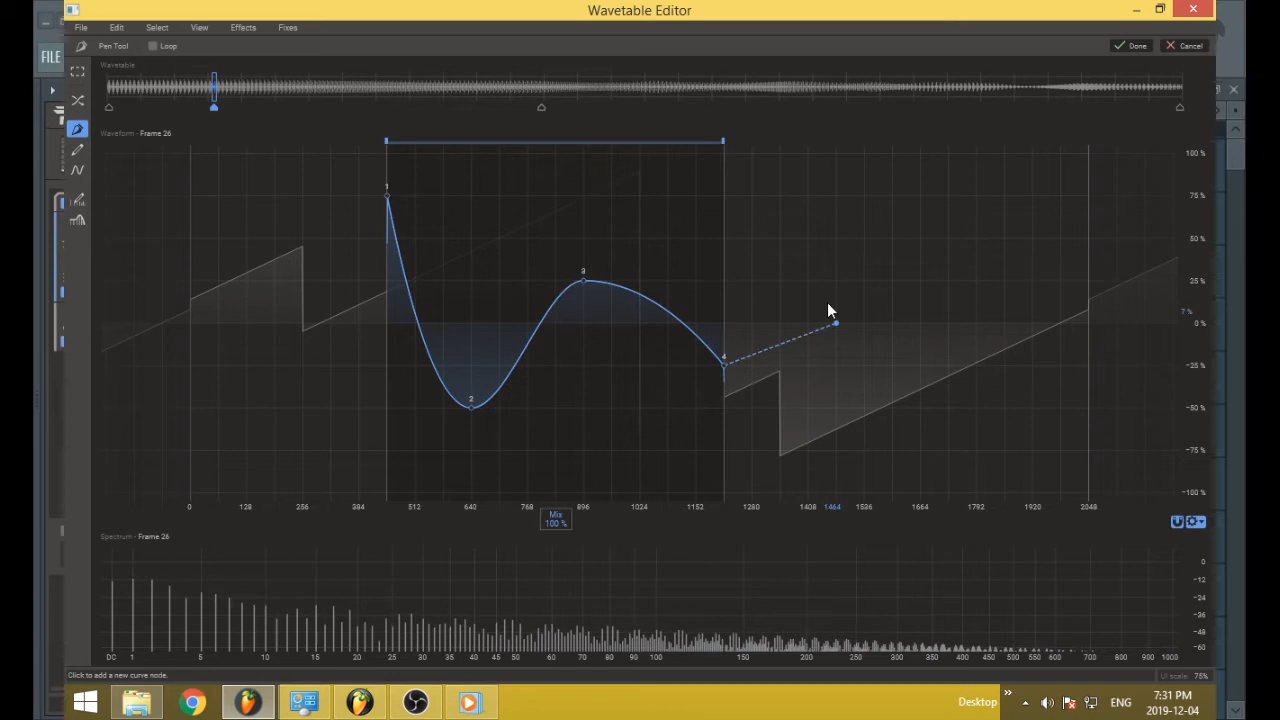 Wavetable Editor
File Edit Select View Effects Fixes
FILE
Pen Tool Loop Done Cancel
Wavetable
Waveform - Frame 26
100 %
75 %
50 %
25 %
7 %
0 %
−25 %
−50 %
−75 %
−100 %
1
2
3
4
0 128 256 384 512 640 768 896 1024 1152 1280 1408 1464 1536 1664 1792 1920 2048
Mix
100 %
Spectrum - Frame 26
0
−12
−24
−36
−48
−60
DC 1 5 10 15 20 25 30 35 40 45 50 60 70 80 90 100 150 200 250 300 350 400 450 500 550 600 700 800 900 1000
Click to add a new curve node. UI scale: 75%
Desktop » ENG 7:31 PM
2019-12-04